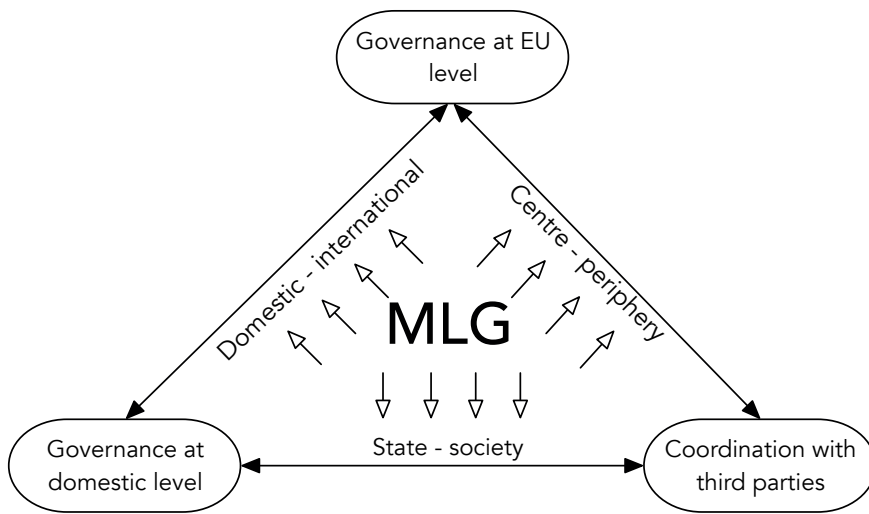 Governance at EU
level
Domestic - international
Centre - periphery
MLG
State - society
Governance at
domestic level
Coordination with
third parties